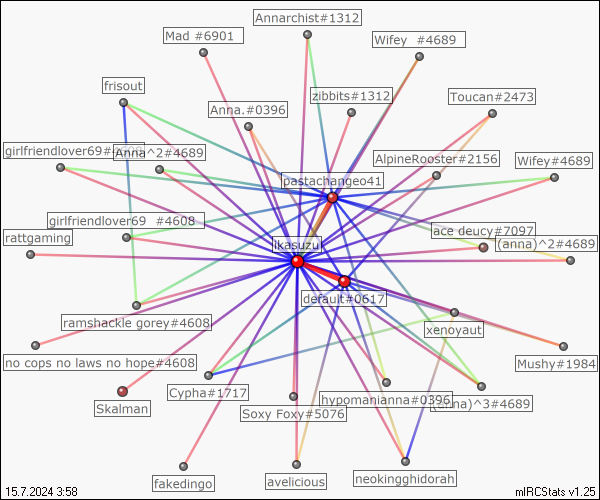 Annarchist#1312
Mad #6901
Wifey #4689
frisout
zibbits#1312
Toucan#2473
Anna.#0396
girlfriendlover69#
Anna^2#4689
AlpineRooster#2156
Wifey#4689
pastachangeo41
girlfriendlover69 #4608
ace deucy#7097
rattgaming
ikasuzu
(anna)^2#4689
default#0617
ramshackle gorey#4608
xenoyaut
no cops no laws no hope#4608
Mushy#1984
Cypha#1717
hypomanianna#0396
Skalman
Soxy Foxy#5076
(anna)^3#4689
fakedingo
avelicious
neokingghidorah
15.7.2024 3:58
mIRCStats v1.25